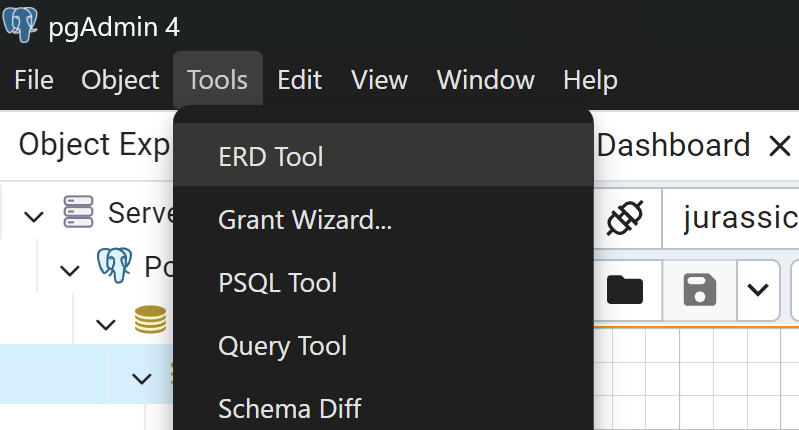 pgAdmin 4
File Object Tools Edit View Window Help
Object Exp
Dashboard
ERD Tool
Serve
jurassic
Grant Wizard...
Po
PSQL Tool
Query Tool
Schema Diff